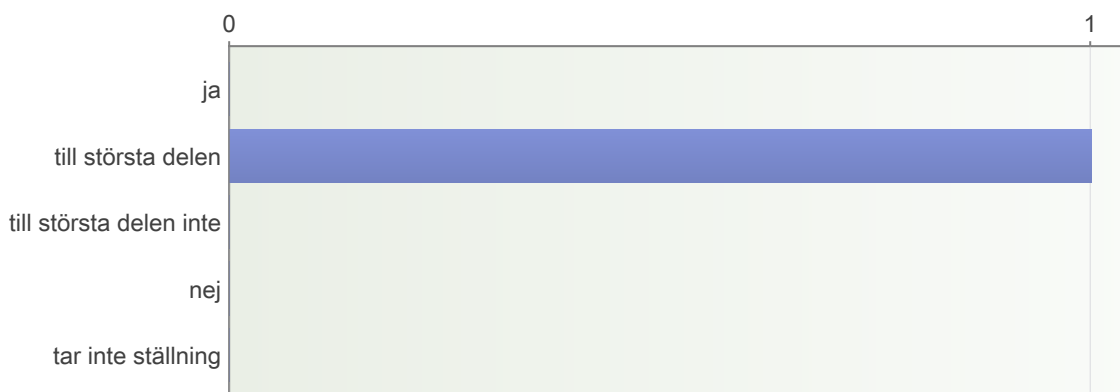 0 1
ja
till största delen
till största delen inte
nej
tar inte ställning